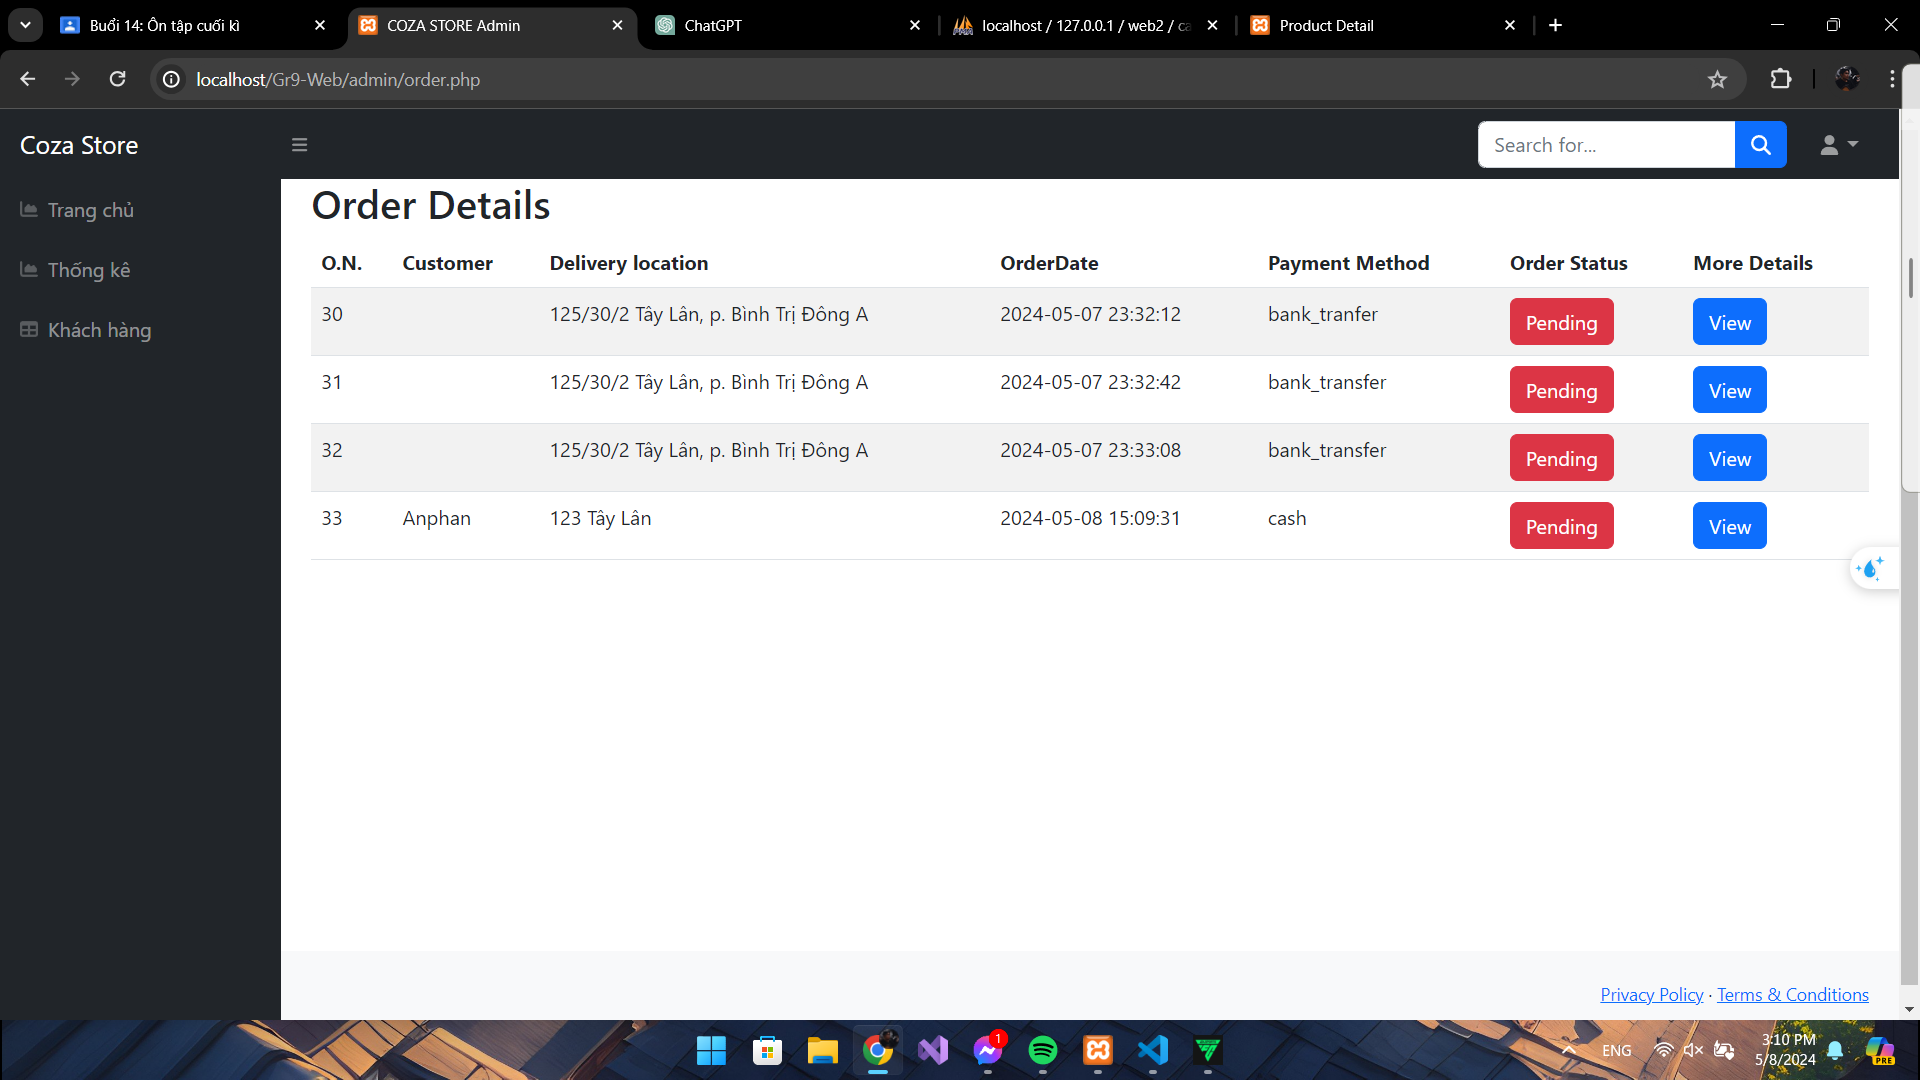 Buổi 14: Ôn tập cuối kì
COZA STORE Admin
ChatGPT
localhost / 127.0.0.1 / web2 / ca
Product Detail
localhost/Gr9-Web/admin/order.php
Coza Store
Search for...
Trang chủ
Thống kê
Khách hàng
Order Details
O.N. Customer Delivery location OrderDate Payment Method Order Status More Details
30 125/30/2 Tây Lân, p. Bình Trị Đông A 2024-05-07 23:32:12 bank_tranfer Pending View
31 125/30/2 Tây Lân, p. Bình Trị Đông A 2024-05-07 23:32:42 bank_transfer Pending View
32 125/30/2 Tây Lân, p. Bình Trị Đông A 2024-05-07 23:33:08 bank_transfer Pending View
33 Anphan 123 Tây Lân 2024-05-08 15:09:31 cash Pending View
Privacy Policy · Terms & Conditions
1
ENG
3:10 PM
5/8/2024
PRE